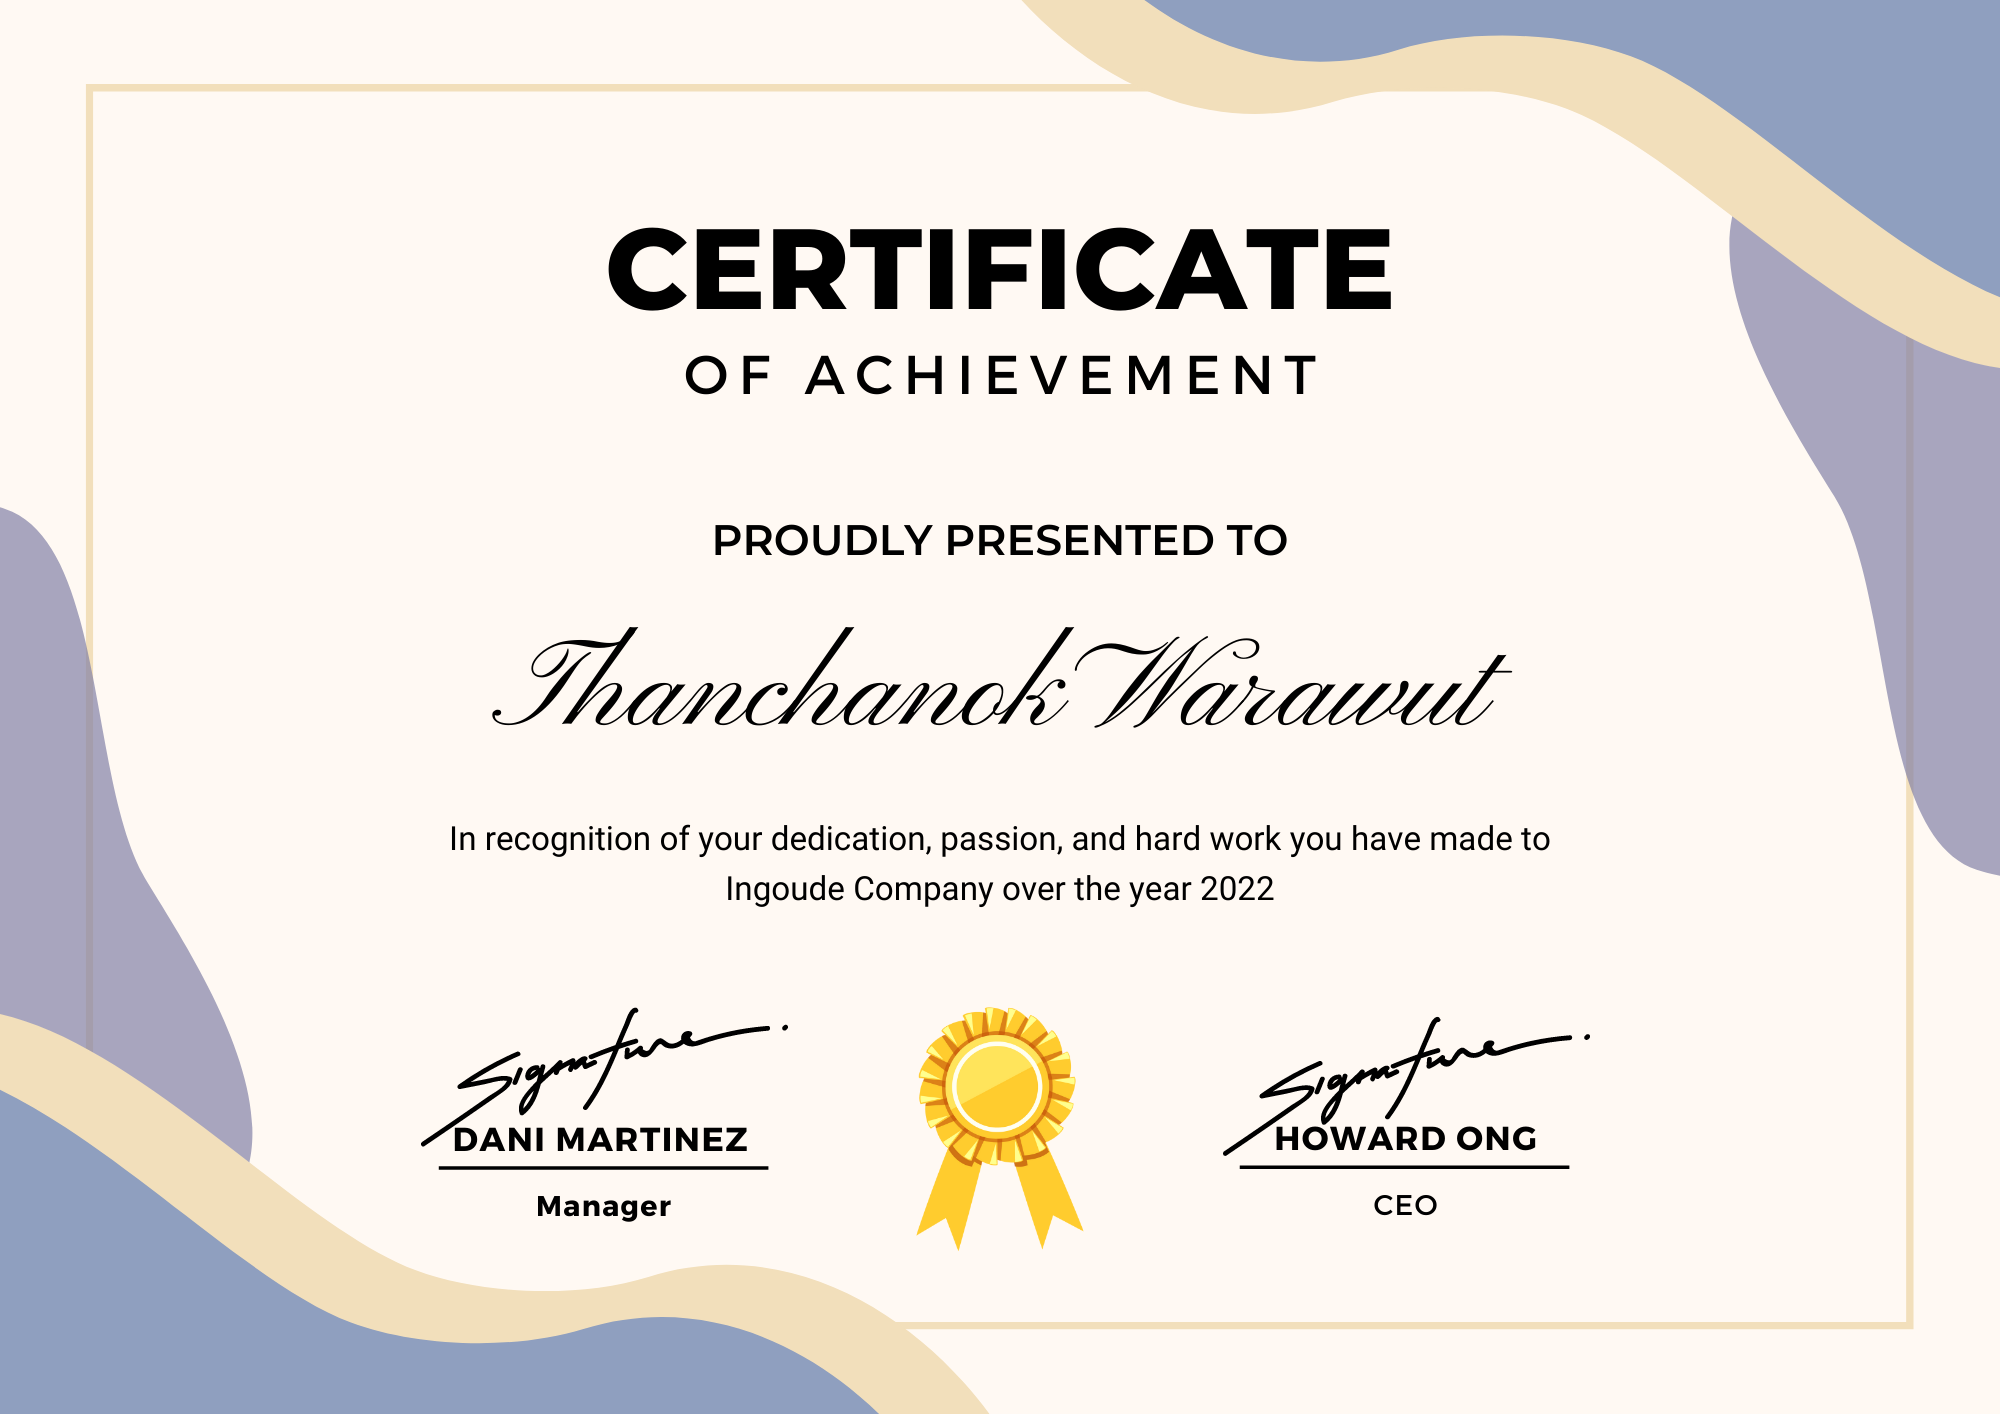 CERTIFICATE
OF ACHIEVEMENT
PROUDLY PRESENTED TO
Thanchanok Warawut
In recognition of your dedication, passion, and hard work you have made to
Ingoude Company over the year 2022
Signature
DANI MARTINEZ
Manager
Signature
HOWARD ONG
CEO